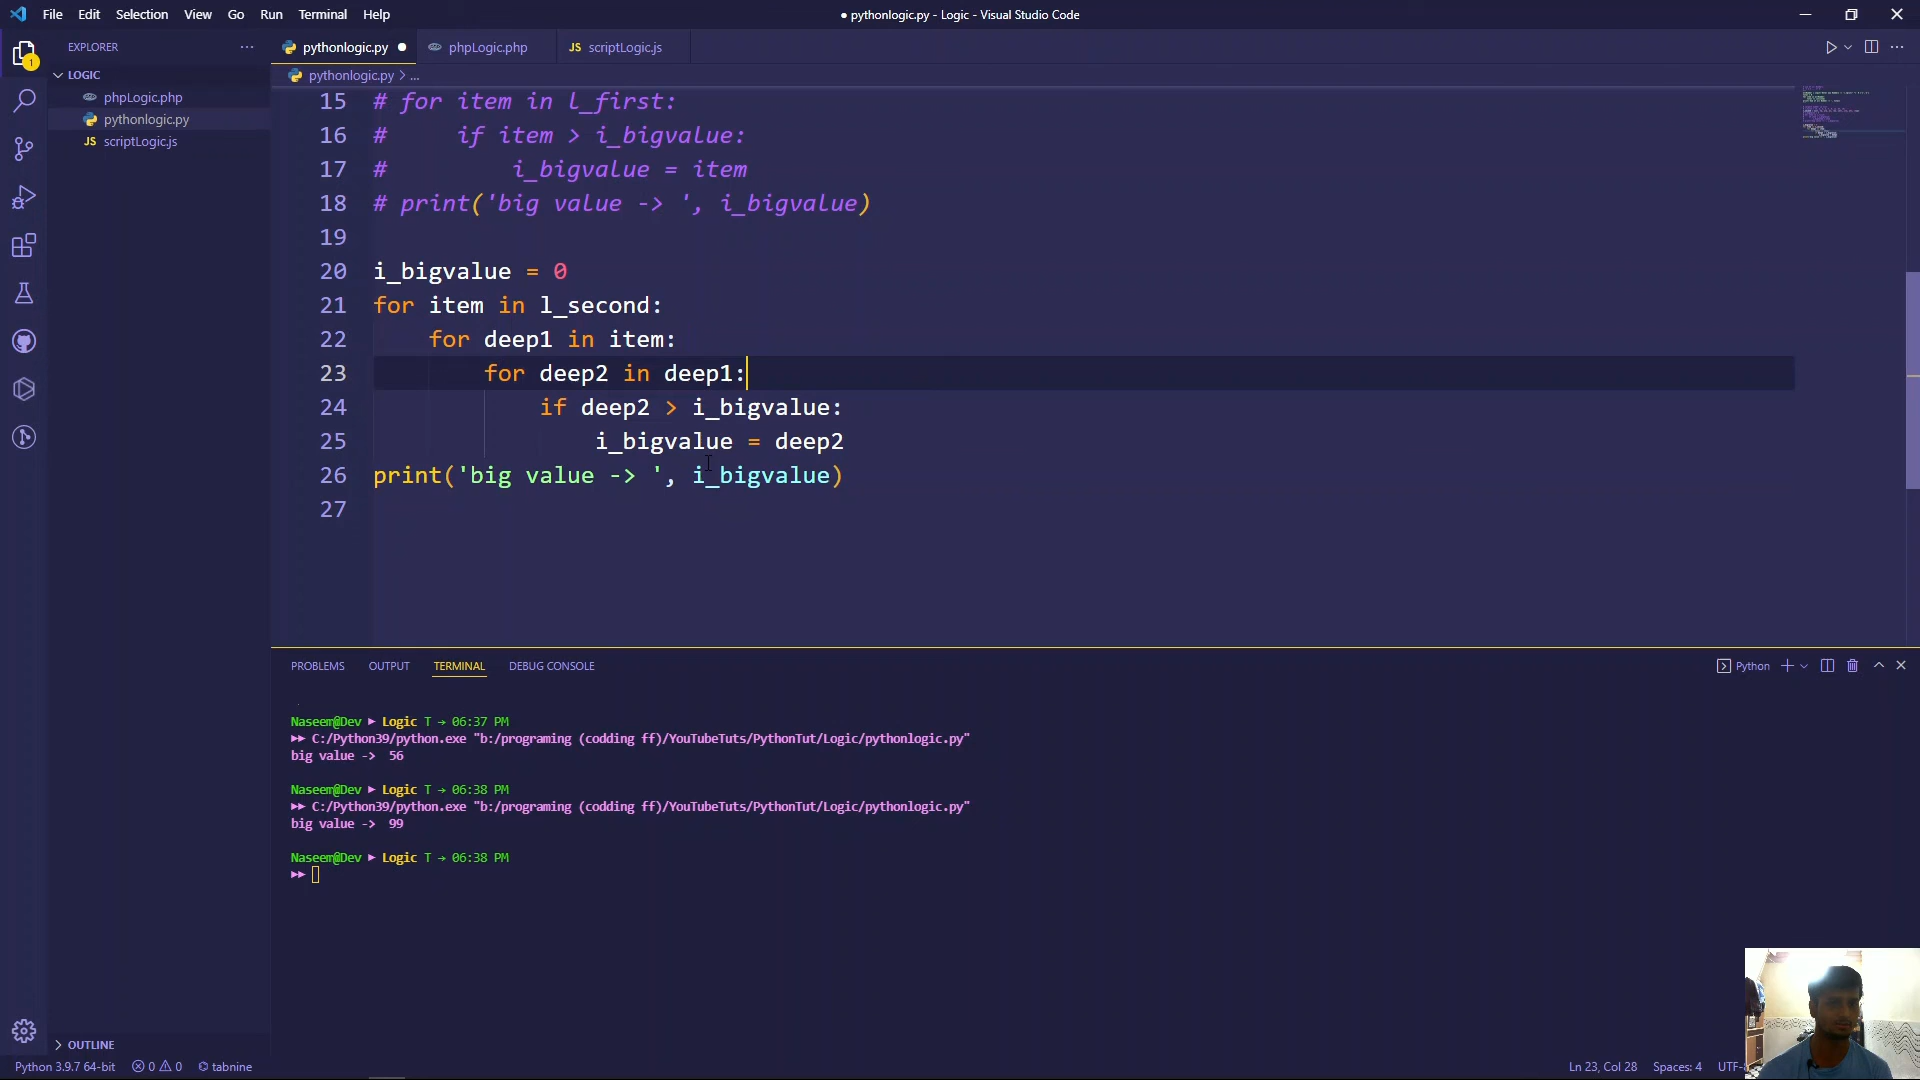 File Edit Selection View Go Run Terminal Help
● pythonlogic.py - Logic - Visual Studio Code
EXPLORER
1
LOGIC
phpLogic.php
pythonlogic.py
JS scriptLogic.js
pythonlogic.py
phpLogic.php
JS scriptLogic.js
pythonlogic.py > ...
15 # for item in l_first:
16 #     if item > i_bigvalue:
17 #         i_bigvalue = item
18 # print('big value -> ', i_bigvalue)
19
20 i_bigvalue = 0
21 for item in l_second:
22     for deep1 in item:
23         for deep2 in deep1:
24             if deep2 > i_bigvalue:
25                 i_bigvalue = deep2
26 print('big value -> ', i_bigvalue)
27
PROBLEMS OUTPUT TERMINAL DEBUG CONSOLE
Python
Naseem@Dev ► Logic T → 06:37 PM
►► C:/Python39/python.exe "b:/programing (codding ff)/YouTubeTuts/PythonTut/Logic/pythonlogic.py"
big value ->  56
Naseem@Dev ► Logic T → 06:38 PM
►► C:/Python39/python.exe "b:/programing (codding ff)/YouTubeTuts/PythonTut/Logic/pythonlogic.py"
big value ->  99
Naseem@Dev ► Logic T → 06:38 PM
►►
OUTLINE
Python 3.9.7 64-bit 0 0 tabnine
Ln 23, Col 28 Spaces: 4 UTF-